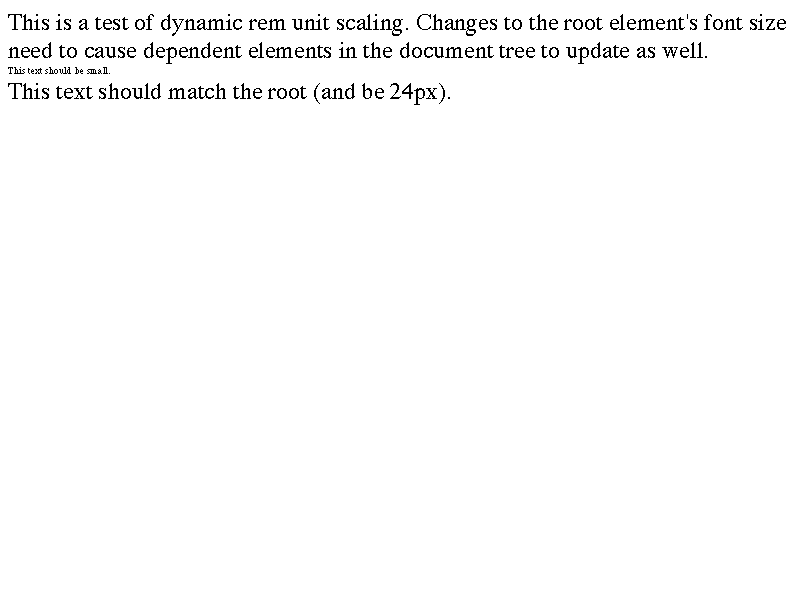 This is a test of dynamic rem unit scaling. Changes to the root element's font size
need to cause dependent elements in the document tree to update as well.
This text should be small.
This text should match the root (and be 24px).